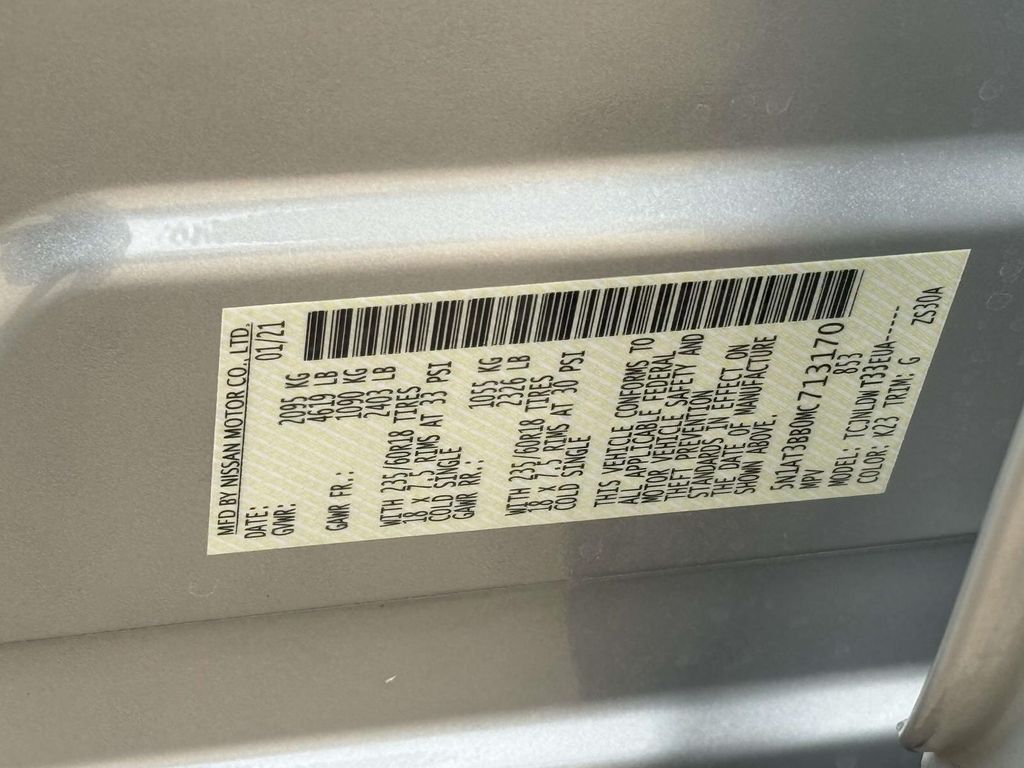 MFD BY NISSAN MOTOR CO., LTD.
DATE: 01/21
GVWR: 2095 KG
4619 LB
GAWR FR.: 1090 KG
2403 LB
WITH 235/60R18 TIRES
18 X 7.5 RIMS AT 33 PSI
COLD SINGLE
GAWR RR.: 1055 KG
2326 LB
WITH 235/60R18 TIRES
18 X 7.5 RIMS AT 30 PSI
COLD SINGLE
THIS VEHICLE CONFORMS TO
ALL APPLICABLE FEDERAL
MOTOR VEHICLE SAFETY AND
THEFT PREVENTION
STANDARDS IN EFFECT ON
THE DATE OF MANUFACTURE
SHOWN ABOVE.
5N1AT3BB0MC713170
MPV 853
MODEL: TCJNLDW T33EUA------
COLOR: K23 TRIM: G
ZS30A